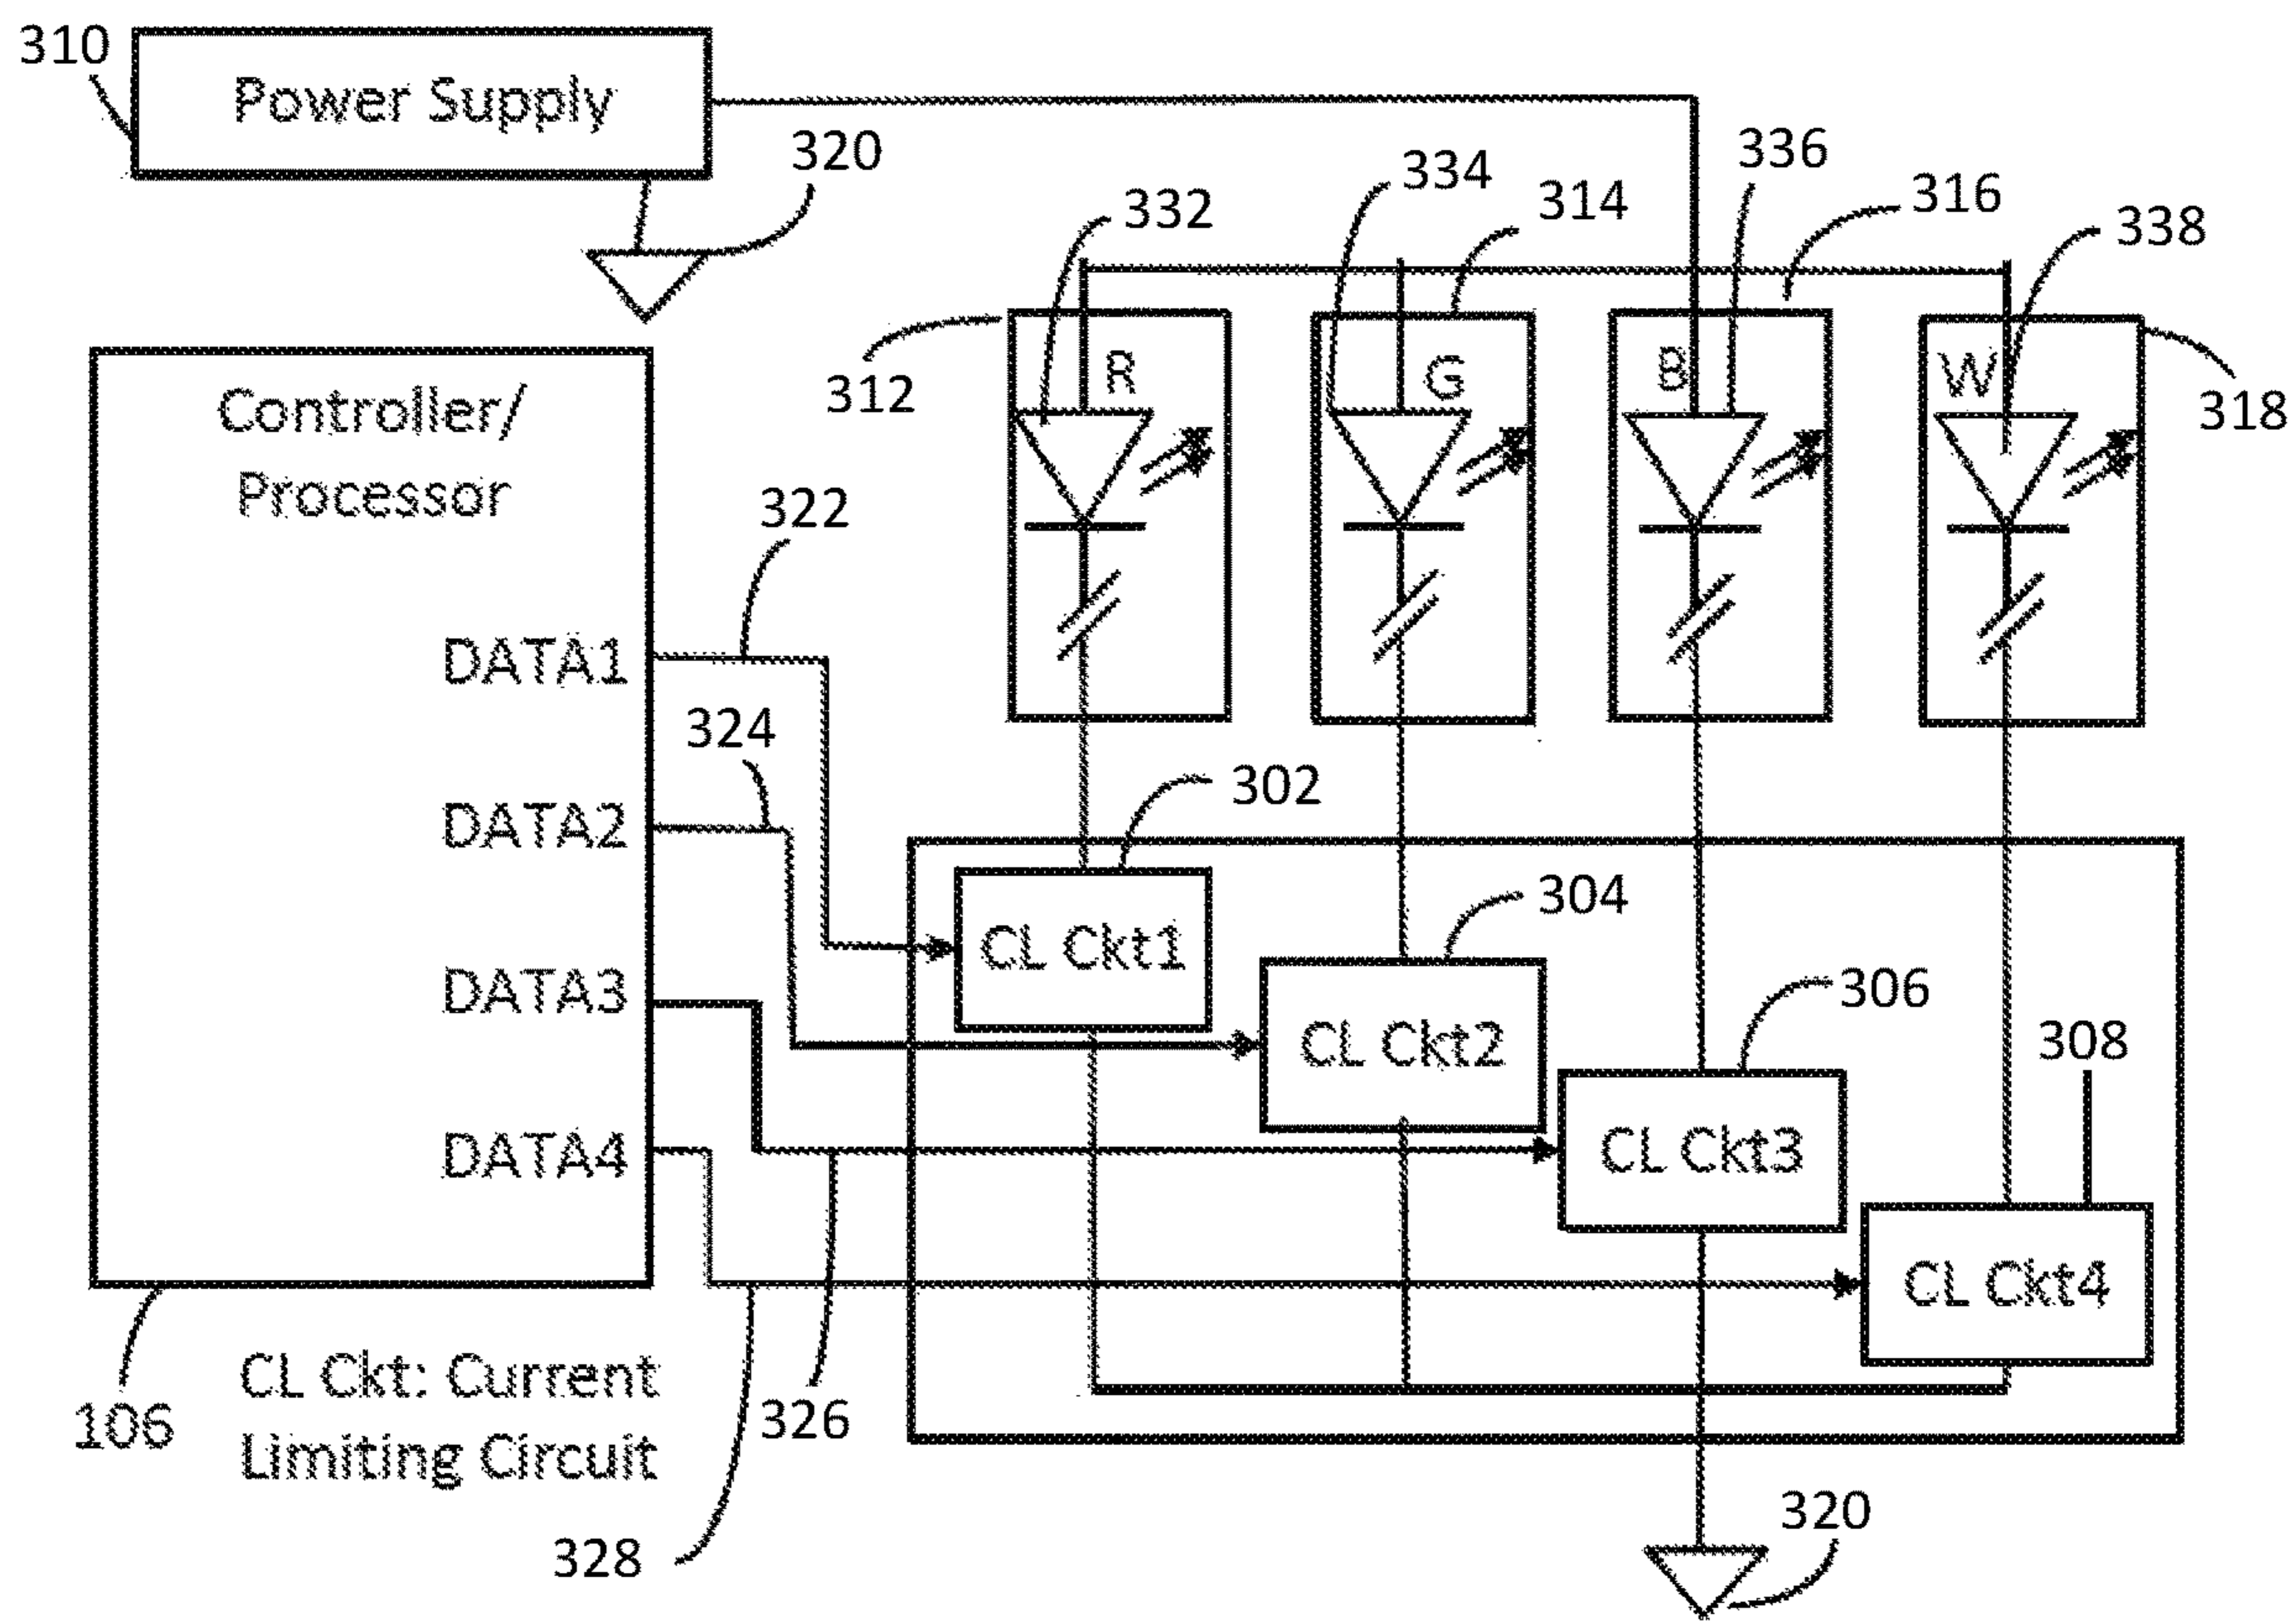 310
Power Supply
320
332
334
314
336
316
338
312
R
G
B
W
318
Controller/
Processor
322
DATA1
324
302
DATA2
304
CL Ckt1
306
DATA3
CL Ckt2
308
CL Ckt3
DATA4
CL Ckt4
CL Ckt: Current
Limiting Circuit
106
326
328
320